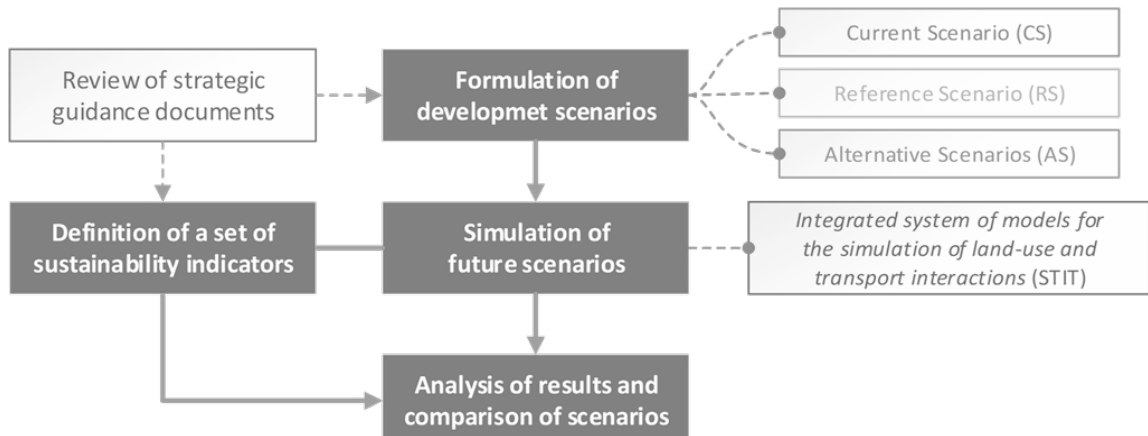 Review of strategic
guidance documents
Formulation of
developmet scenarios
Current Scenario (CS)
Reference Scenario (RS)
Alternative Scenarios (AS)
Definition of a set of
sustainability indicators
Simulation of
future scenarios
Integrated system of models for
the simulation of land-use and
transport interactions (STIT)
Analysis of results and
comparison of scenarios